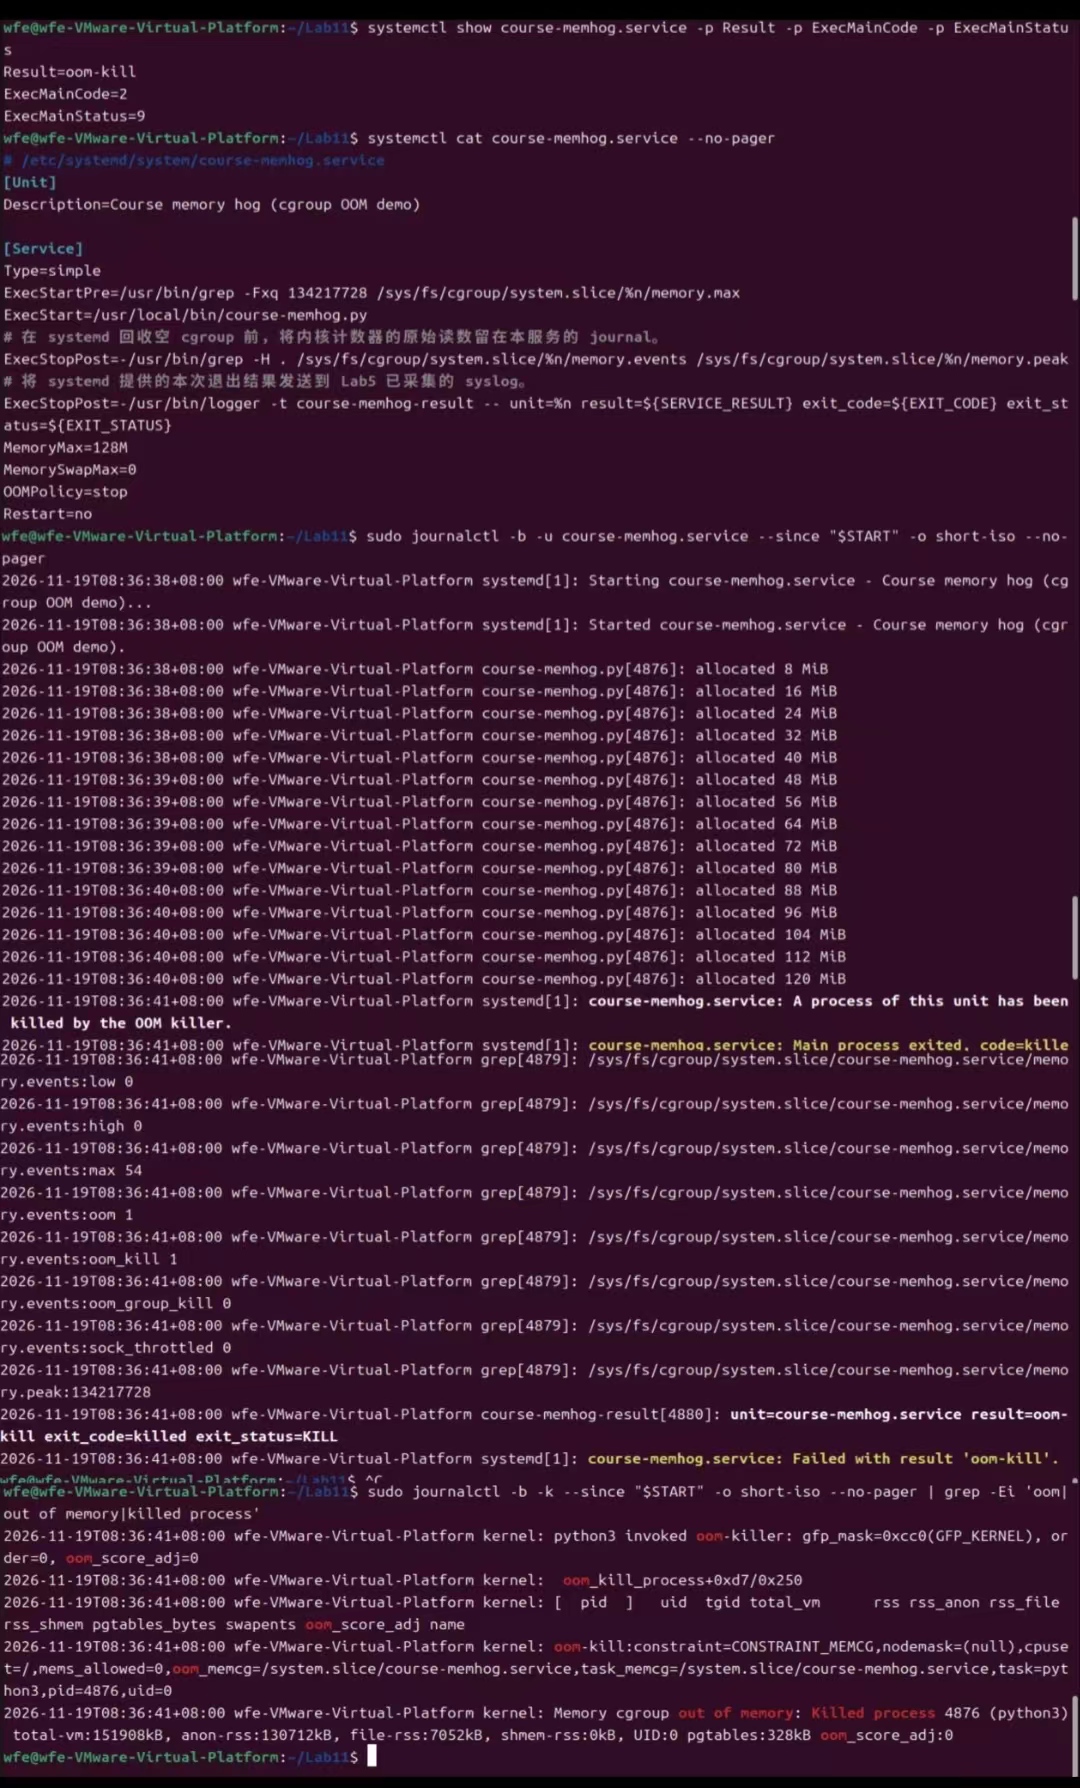 wfe@wfe-VMware-Virtual-Platform:~/Lab11$ systemctl show course-memhog.service -p Result -p ExecMainCode -p ExecMainStatu
s
Result=oom-kill
ExecMainCode=2
ExecMainStatus=9
wfe@wfe-VMware-Virtual-Platform:~/Lab11$ systemctl cat course-memhog.service --no-pager
# /etc/systemd/system/course-memhog.service
[Unit]
Description=Course memory hog (cgroup OOM demo)
[Service]
Type=simple
ExecStartPre=/usr/bin/grep -Fxq 134217728 /sys/fs/cgroup/system.slice/%n/memory.max
ExecStart=/usr/local/bin/course-memhog.py
# 在 systemd 回收空 cgroup 前，将内核计数器的原始读数留在本服务的 journal。
ExecStopPost=-/usr/bin/grep -H . /sys/fs/cgroup/system.slice/%n/memory.events /sys/fs/cgroup/system.slice/%n/memory.peak
# 将 systemd 提供的本次退出结果发送到 Lab5 已采集的 syslog。
ExecStopPost=-/usr/bin/logger -t course-memhog-result -- unit=%n result=${SERVICE_RESULT} exit_code=${EXIT_CODE} exit_st
atus=${EXIT_STATUS}
MemoryMax=128M
MemorySwapMax=0
OOMPolicy=stop
Restart=no
wfe@wfe-VMware-Virtual-Platform:~/Lab11$ sudo journalctl -b -u course-memhog.service --since "$START" -o short-iso --no-
pager
2026-11-19T08:36:38+08:00 wfe-VMware-Virtual-Platform systemd[1]: Starting course-memhog.service - Course memory hog (cg
roup OOM demo)...
2026-11-19T08:36:38+08:00 wfe-VMware-Virtual-Platform systemd[1]: Started course-memhog.service - Course memory hog (cgr
oup OOM demo).
2026-11-19T08:36:38+08:00 wfe-VMware-Virtual-Platform course-memhog.py[4876]: allocated 8 MiB
2026-11-19T08:36:38+08:00 wfe-VMware-Virtual-Platform course-memhog.py[4876]: allocated 16 MiB
2026-11-19T08:36:38+08:00 wfe-VMware-Virtual-Platform course-memhog.py[4876]: allocated 24 MiB
2026-11-19T08:36:38+08:00 wfe-VMware-Virtual-Platform course-memhog.py[4876]: allocated 32 MiB
2026-11-19T08:36:38+08:00 wfe-VMware-Virtual-Platform course-memhog.py[4876]: allocated 40 MiB
2026-11-19T08:36:39+08:00 wfe-VMware-Virtual-Platform course-memhog.py[4876]: allocated 48 MiB
2026-11-19T08:36:39+08:00 wfe-VMware-Virtual-Platform course-memhog.py[4876]: allocated 56 MiB
2026-11-19T08:36:39+08:00 wfe-VMware-Virtual-Platform course-memhog.py[4876]: allocated 64 MiB
2026-11-19T08:36:39+08:00 wfe-VMware-Virtual-Platform course-memhog.py[4876]: allocated 72 MiB
2026-11-19T08:36:39+08:00 wfe-VMware-Virtual-Platform course-memhog.py[4876]: allocated 80 MiB
2026-11-19T08:36:40+08:00 wfe-VMware-Virtual-Platform course-memhog.py[4876]: allocated 88 MiB
2026-11-19T08:36:40+08:00 wfe-VMware-Virtual-Platform course-memhog.py[4876]: allocated 96 MiB
2026-11-19T08:36:40+08:00 wfe-VMware-Virtual-Platform course-memhog.py[4876]: allocated 104 MiB
2026-11-19T08:36:40+08:00 wfe-VMware-Virtual-Platform course-memhog.py[4876]: allocated 112 MiB
2026-11-19T08:36:40+08:00 wfe-VMware-Virtual-Platform course-memhog.py[4876]: allocated 120 MiB
2026-11-19T08:36:41+08:00 wfe-VMware-Virtual-Platform systemd[1]: course-memhog.service: A process of this unit has been
killed by the OOM killer.
2026-11-19T08:36:41+08:00 wfe-VMware-Virtual-Platform systemd[1]: course-memhog.service: Main process exited, code=kille
2026-11-19T08:36:41+08:00 wfe-VMware-Virtual-Platform grep[4879]: /sys/fs/cgroup/system.slice/course-memhog.service/memo
ry.events:low 0
2026-11-19T08:36:41+08:00 wfe-VMware-Virtual-Platform grep[4879]: /sys/fs/cgroup/system.slice/course-memhog.service/memo
ry.events:high 0
2026-11-19T08:36:41+08:00 wfe-VMware-Virtual-Platform grep[4879]: /sys/fs/cgroup/system.slice/course-memhog.service/memo
ry.events:max 54
2026-11-19T08:36:41+08:00 wfe-VMware-Virtual-Platform grep[4879]: /sys/fs/cgroup/system.slice/course-memhog.service/memo
ry.events:oom 1
2026-11-19T08:36:41+08:00 wfe-VMware-Virtual-Platform grep[4879]: /sys/fs/cgroup/system.slice/course-memhog.service/memo
ry.events:oom_kill 1
2026-11-19T08:36:41+08:00 wfe-VMware-Virtual-Platform grep[4879]: /sys/fs/cgroup/system.slice/course-memhog.service/memo
ry.events:oom_group_kill 0
2026-11-19T08:36:41+08:00 wfe-VMware-Virtual-Platform grep[4879]: /sys/fs/cgroup/system.slice/course-memhog.service/memo
ry.events:sock_throttled 0
2026-11-19T08:36:41+08:00 wfe-VMware-Virtual-Platform grep[4879]: /sys/fs/cgroup/system.slice/course-memhog.service/memo
ry.peak:134217728
2026-11-19T08:36:41+08:00 wfe-VMware-Virtual-Platform course-memhog-result[4880]: unit=course-memhog.service result=oom-
kill exit_code=killed exit_status=KILL
2026-11-19T08:36:41+08:00 wfe-VMware-Virtual-Platform systemd[1]: course-memhog.service: Failed with result 'oom-kill'.
wfe@wfe-VMware-Virtual-Platform:~/Lab11$ ^C
wfe@wfe-VMware-Virtual-Platform:~/Lab11$ sudo journalctl -b -k --since "$START" -o short-iso --no-pager | grep -Ei 'oom|
out of memory|killed process'
2026-11-19T08:36:41+08:00 wfe-VMware-Virtual-Platform kernel: python3 invoked oom-killer: gfp_mask=0xcc0(GFP_KERNEL), or
der=0, oom_score_adj=0
2026-11-19T08:36:41+08:00 wfe-VMware-Virtual-Platform kernel:  oom_kill_process+0xd7/0x250
2026-11-19T08:36:41+08:00 wfe-VMware-Virtual-Platform kernel: [  pid  ]   uid  tgid total_vm      rss rss_anon rss_file
rss_shmem pgtables_bytes swapents oom_score_adj name
2026-11-19T08:36:41+08:00 wfe-VMware-Virtual-Platform kernel: oom-kill:constraint=CONSTRAINT_MEMCG,nodemask=(null),cpuse
t=/,mems_allowed=0,oom_memcg=/system.slice/course-memhog.service,task_memcg=/system.slice/course-memhog.service,task=pyt
hon3,pid=4876,uid=0
2026-11-19T08:36:41+08:00 wfe-VMware-Virtual-Platform kernel: Memory cgroup out of memory: Killed process 4876 (python3)
total-vm:151908kB, anon-rss:130712kB, file-rss:7052kB, shmem-rss:0kB, UID:0 pgtables:328kB oom_score_adj:0
wfe@wfe-VMware-Virtual-Platform:~/Lab11$